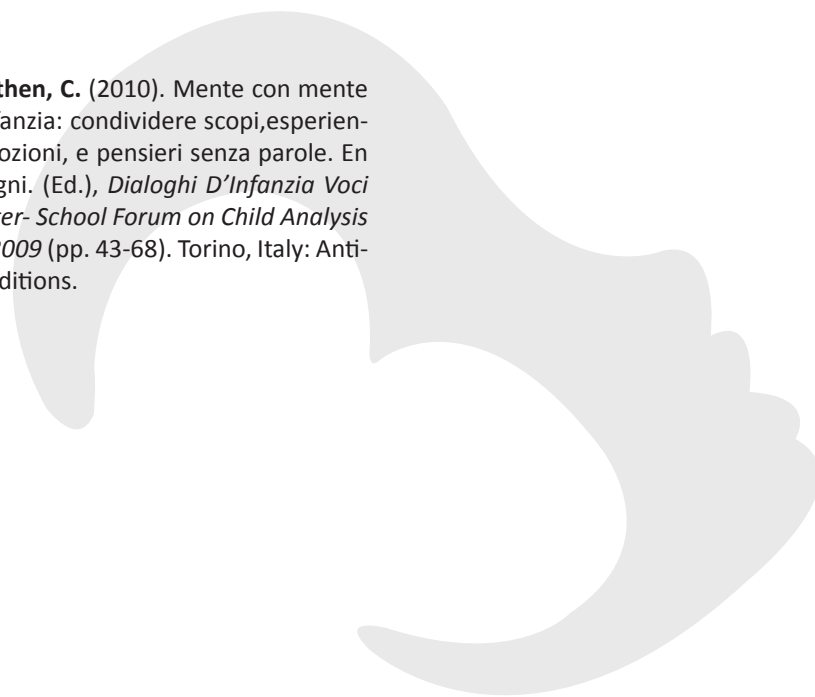 then, C. (2010). Mente con mente
fanzia: condividere scopi,esperien-
ozioni, e pensieri senza parole. En
gni. (Ed.), Dialoghi D’Infanzia Voci
er- School Forum on Child Analysis
2009 (pp. 43-68). Torino, Italy: Anti-
ditions.